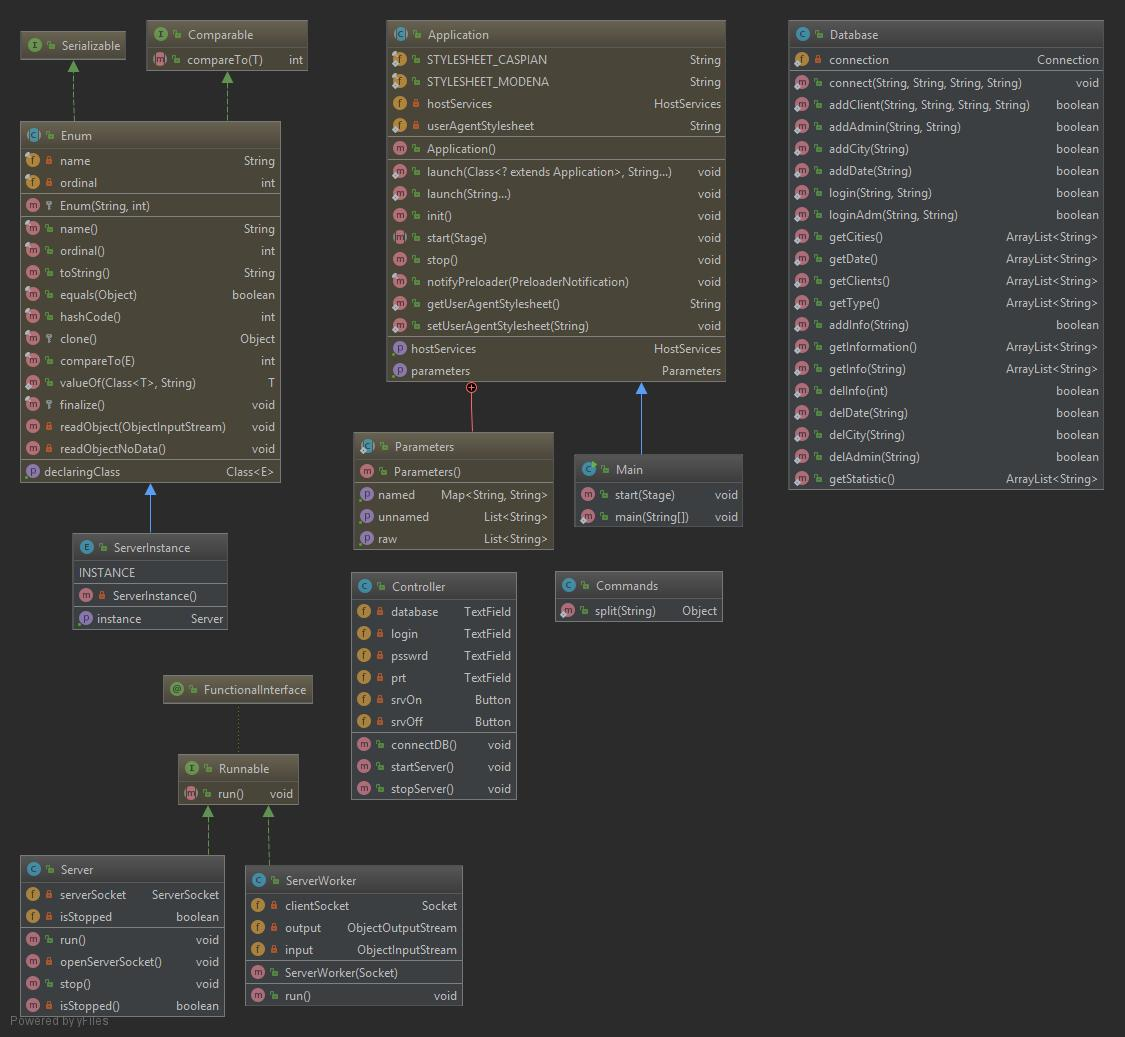 Serializable
Comparable
compareTo(T) int
Enum
name String
ordinal int
Enum(String, int)
name() String
ordinal() int
toString() String
equals(Object) boolean
hashCode() int
clone() Object
compareTo(E) int
valueOf(Class<T>, String) T
finalize() void
readObject(ObjectInputStream) void
readObjectNoData() void
declaringClass Class<E>
ServerInstance
INSTANCE
ServerInstance()
instance Server
Application
STYLESHEET_CASPIAN String
STYLESHEET_MODENA String
hostServices HostServices
userAgentStylesheet String
Application()
launch(Class<? extends Application>, String...) void
launch(String...) void
init() void
start(Stage) void
stop() void
notifyPreloader(PreloaderNotification) void
getUserAgentStylesheet() String
setUserAgentStylesheet(String) void
hostServices HostServices
parameters Parameters
Parameters
Parameters()
named Map<String, String>
unnamed List<String>
raw List<String>
Main
start(Stage) void
main(String[]) void
Database
connection Connection
connect(String, String, String, String) void
addClient(String, String, String, String) boolean
addAdmin(String, String) boolean
addCity(String) boolean
addDate(String) boolean
login(String, String) boolean
loginAdm(String, String) boolean
getCities() ArrayList<String>
getDate() ArrayList<String>
getClients() ArrayList<String>
getType() ArrayList<String>
addInfo(String) boolean
getInformation() ArrayList<String>
getInfo(String) ArrayList<String>
delInfo(int) boolean
delDate(String) boolean
delCity(String) boolean
delAdmin(String) boolean
getStatistic() ArrayList<String>
Controller
database TextField
login TextField
psswrd TextField
prt TextField
srvOn Button
srvOff Button
connectDB() void
startServer() void
stopServer() void
Commands
split(String) Object
FunctionalInterface
Runnable
run() void
Server
serverSocket ServerSocket
isStopped boolean
run() void
openServerSocket() void
stop() void
isStopped() boolean
ServerWorker
clientSocket Socket
output ObjectOutputStream
input ObjectInputStream
ServerWorker(Socket)
run() void
Powered by yFiles